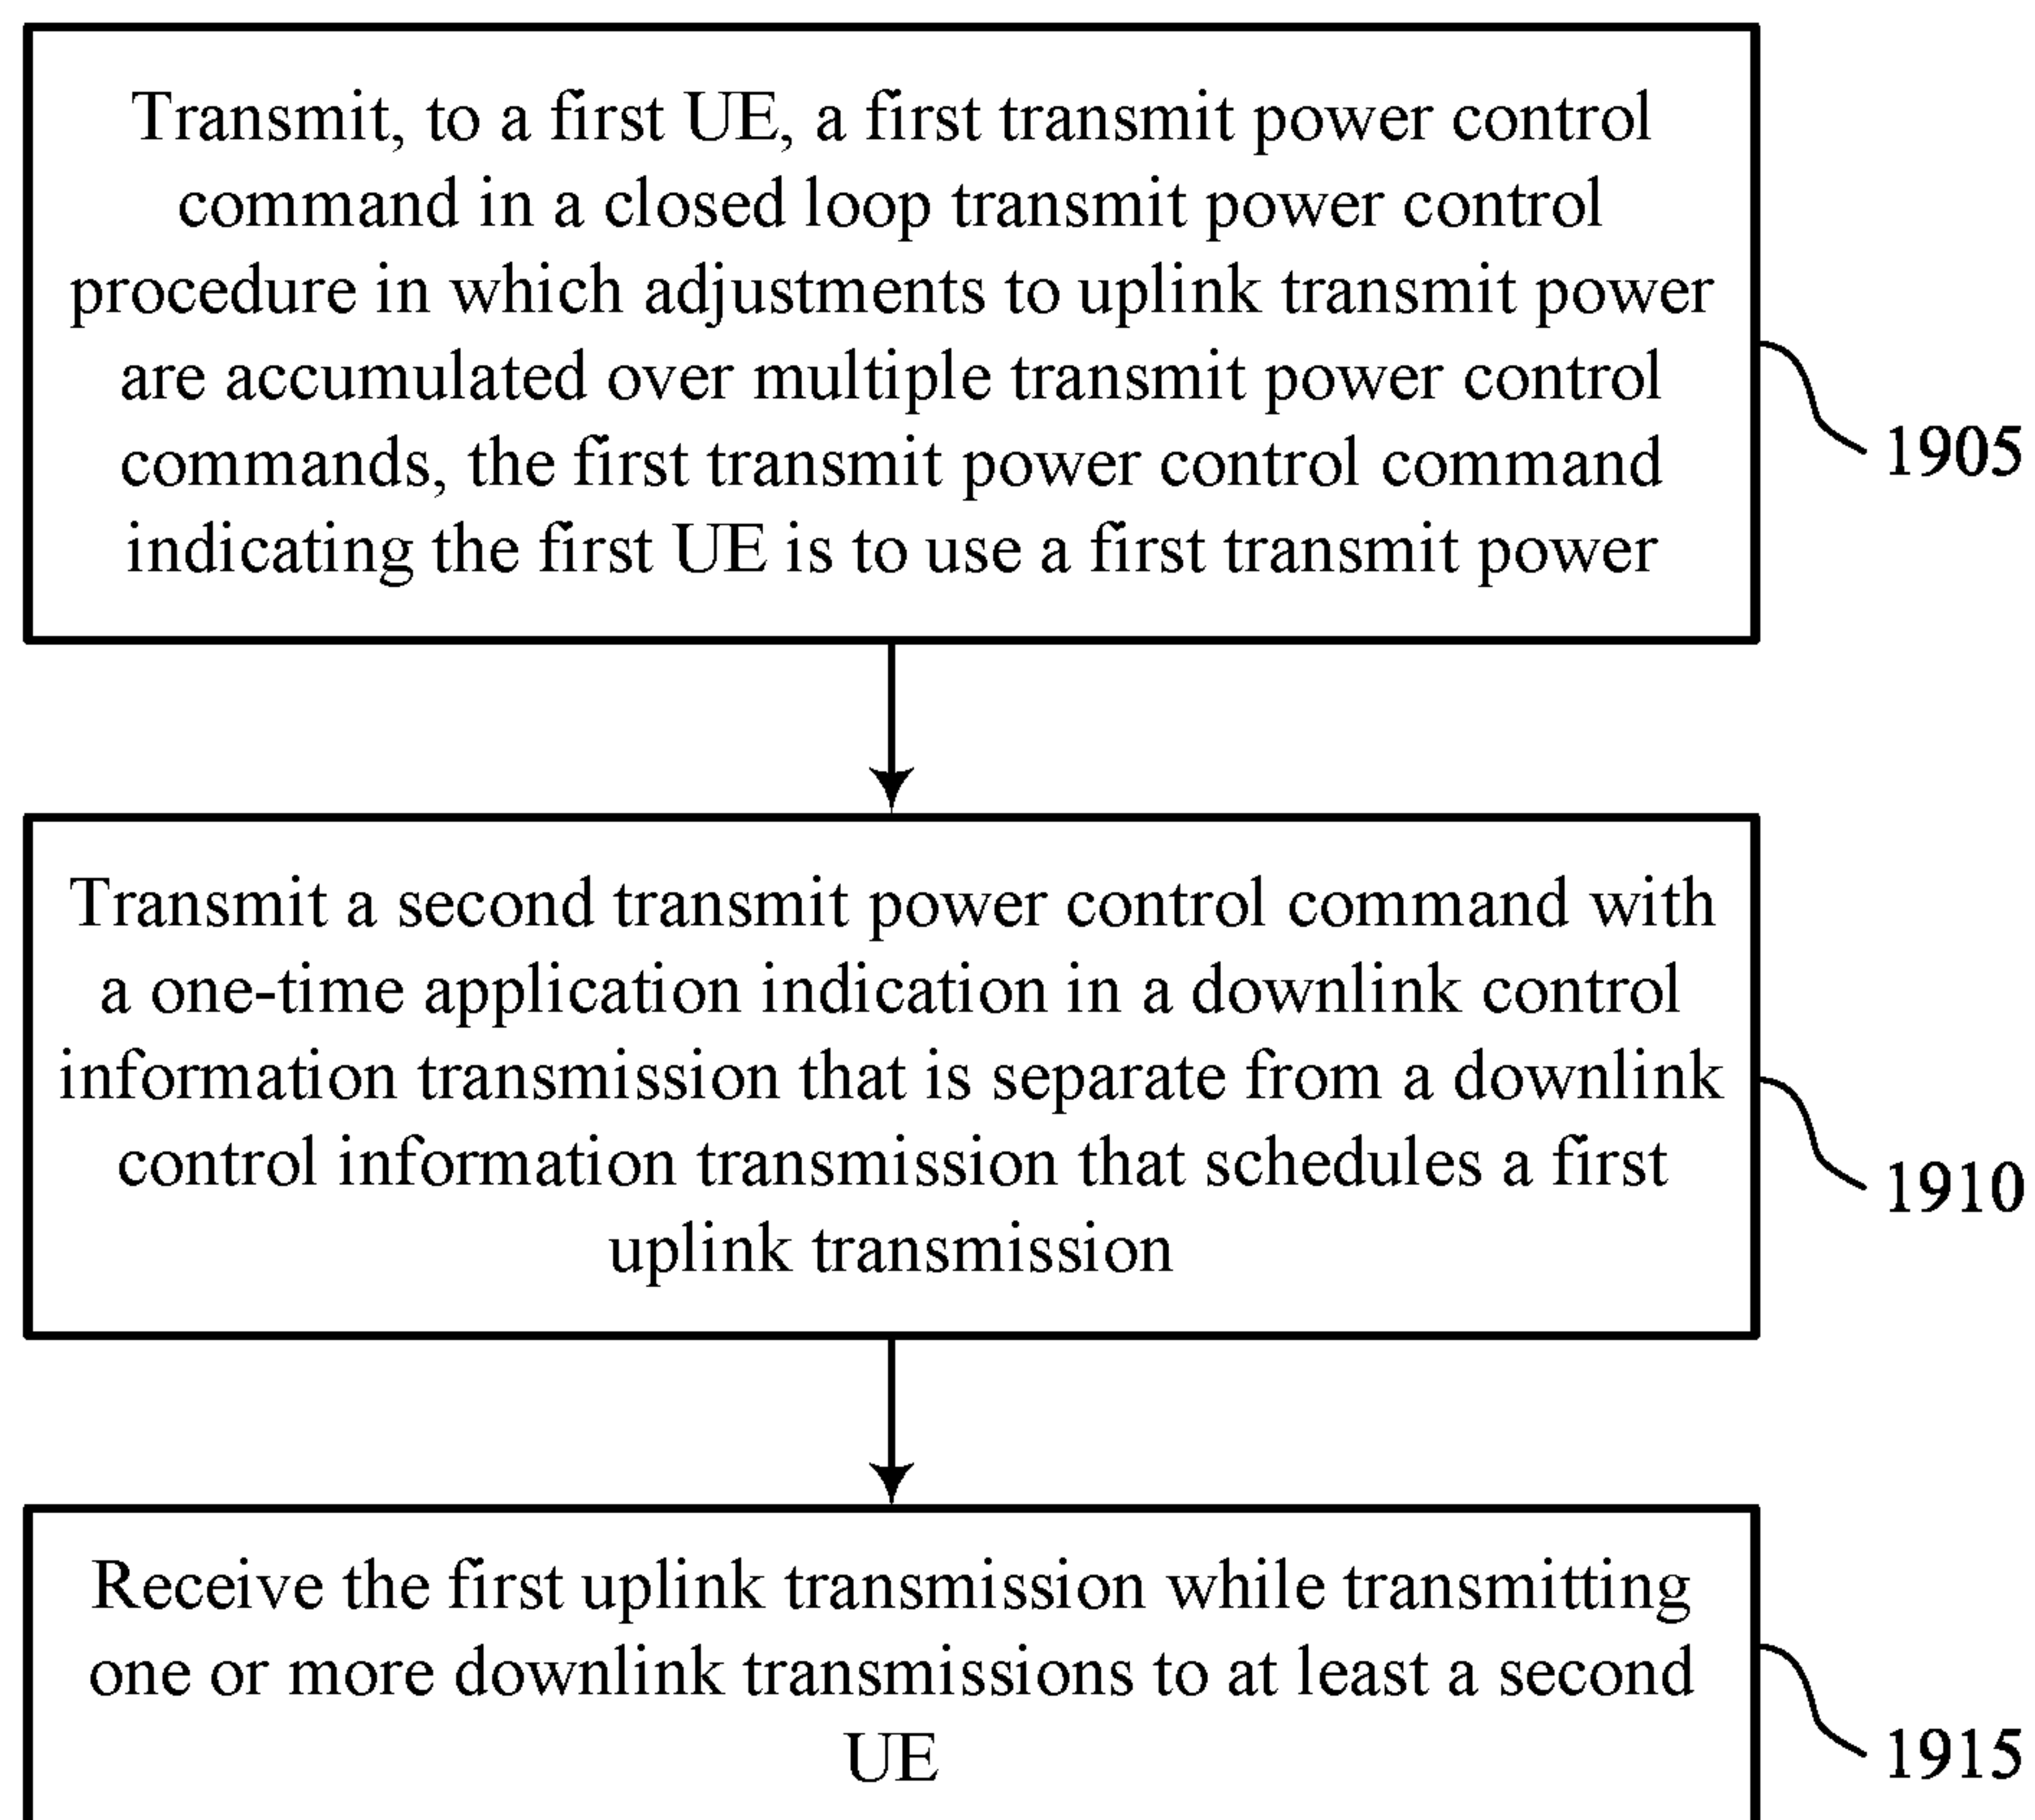 Transmit, to a first UE, a first transmit power control
command in a closed loop transmit power control
procedure in which adjustments to uplink transmit power
are accumulated over multiple transmit power control
commands, the first transmit power control command
indicating the first UE is to use a first transmit power
1905
Transmit a second transmit power control command with
a one-time application indication in a downlink control
information transmission that is separate from a downlink
control information transmission that schedules a first
uplink transmission
1910
Receive the first uplink transmission while transmitting
one or more downlink transmissions to at least a second
UE
1915